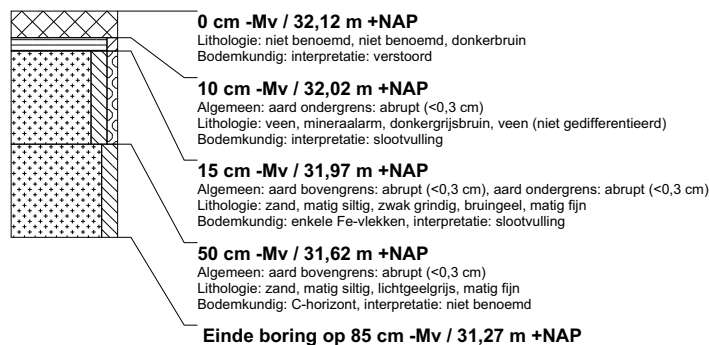 0 cm -Mv / 32,12 m +NAP
Lithologie: niet benoemd, niet benoemd, donkerbruin
Bodemkundig: interpretatie: verstoord
10 cm -Mv / 32,02 m +NAP
Algemeen: aard ondergrens: abrupt (<0,3 cm)
Lithologie: veen, mineraalarm, donkergrijsbruin, veen (niet gedifferentieerd)
Bodemkundig: interpretatie: slootvulling
15 cm -Mv / 31,97 m +NAP
Algemeen: aard bovengrens: abrupt (<0,3 cm), aard ondergrens: abrupt (<0,3 cm)
Lithologie: zand, matig siltig, zwak grindig, bruingeel, matig fijn
Bodemkundig: enkele Fe-vlekken, interpretatie: slootvulling
50 cm -Mv / 31,62 m +NAP
Algemeen: aard bovengrens: abrupt (<0,3 cm)
Lithologie: zand, matig siltig, lichtgeelgrijs, matig fijn
Bodemkundig: C-horizont, interpretatie: niet benoemd
Einde boring op 85 cm -Mv / 31,27 m +NAP